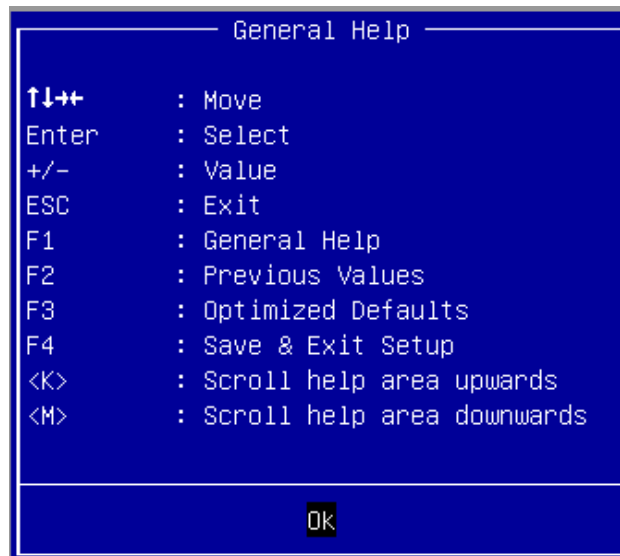 General Help
↑↓→← : Move
Enter : Select
+/- : Value
ESC : Exit
F1 : General Help
F2 : Previous Values
F3 : Optimized Defaults
F4 : Save & Exit Setup
<K> : Scroll help area upwards
<M> : Scroll help area downwards
Ok